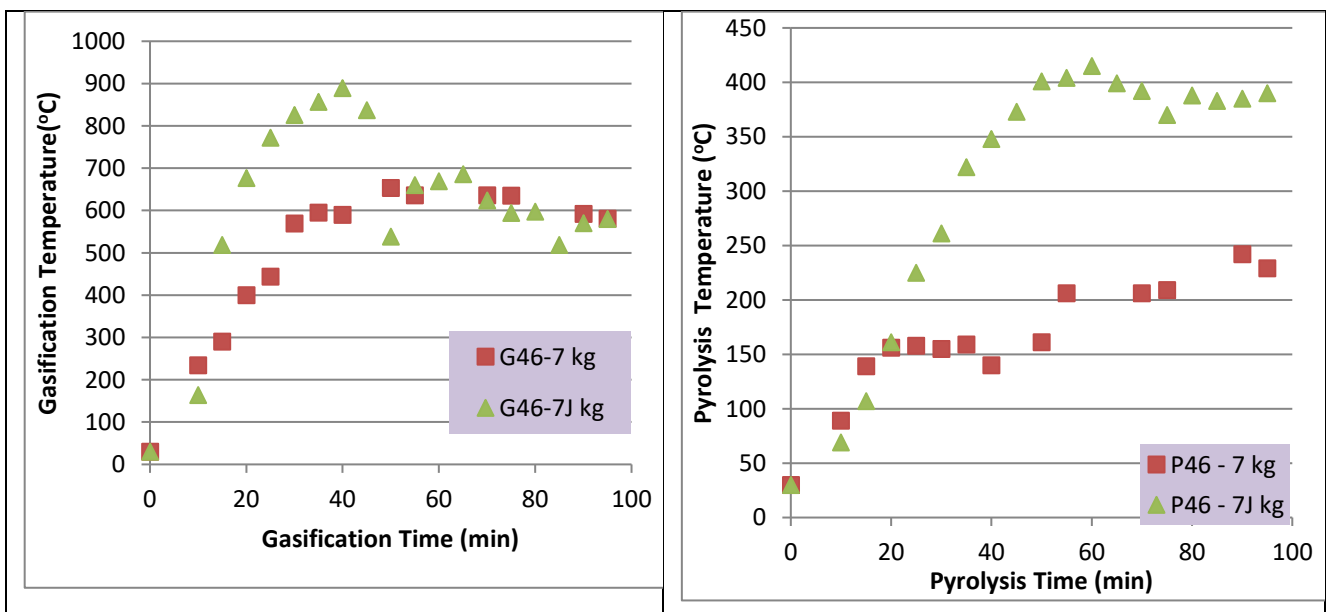 1000
900
800
700
600
500
400
300
200
100
0
0 20 40 60 80 100
Gasification Temperature(oC)
Gasification Time (min)
G46-7 kg
G46-7J kg
450
400
350
300
250
200
150
100
50
0
0 20 40 60 80 100
Pyrolysis Temperature (oC)
Pyrolysis Time (min)
P46 - 7 kg
P46 - 7J kg